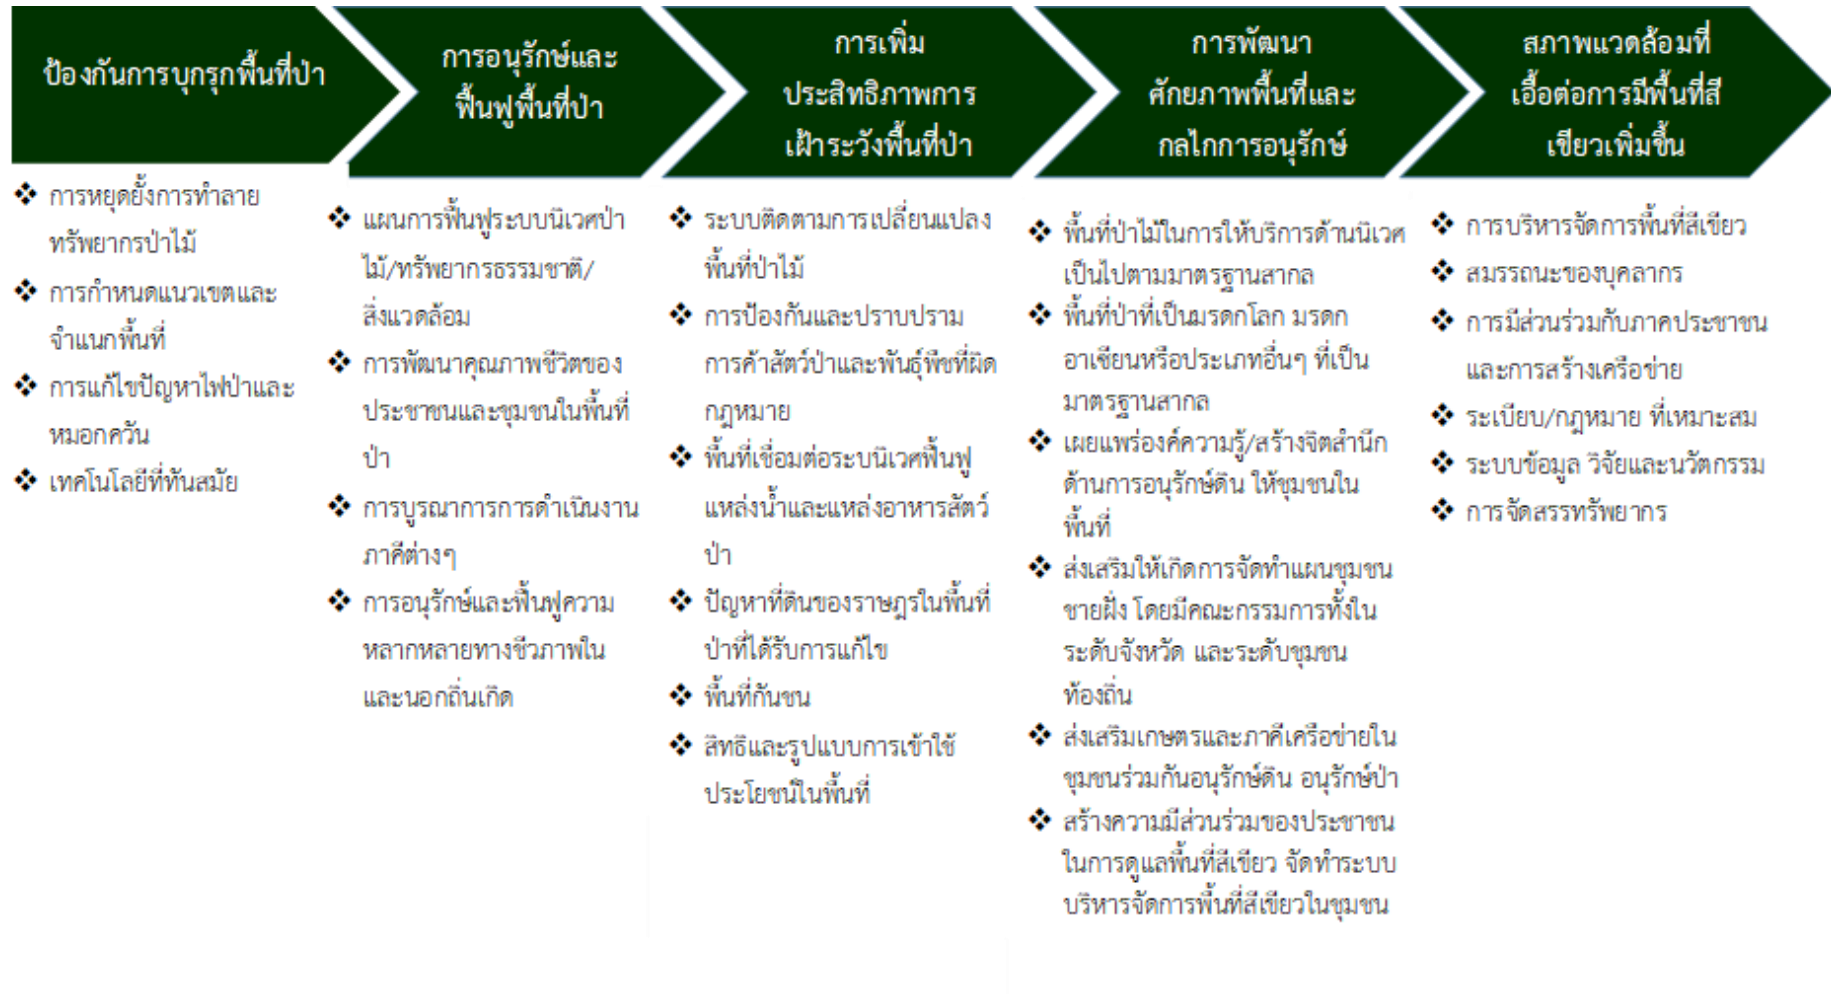 ป้องกันการบุกรุกพื้นที่ป่า
การอนุรักษ์และ
ฟื้นฟูพื้นที่ป่า
การเพิ่ม
ประสิทธิภาพการ
เฝ้าระวังพื้นที่ป่า
การพัฒนา
ศักยภาพพื้นที่และ
กลไกการอนุรักษ์
สภาพแวดล้อมที่
เอื้อต่อการมีพื้นที่สี
เขียวเพิ่มขึ้น
❖ การหยุดยั้งการทำลาย
ทรัพยากรป่าไม้
❖ การกำหนดแนวเขตและ
จำแนกพื้นที่
❖ การแก้ไขปัญหาไฟป่าและ
หมอกควัน
❖ เทคโนโลยีที่ทันสมัย
❖ แผนการฟื้นฟูระบบนิเวศป่า
ไม้/ทรัพยากรธรรมชาติ/
สิ่งแวดล้อม
❖ การพัฒนาคุณภาพชีวิตของ
ประชาชนและชุมชนในพื้นที่
ป่า
❖ การบูรณาการการดำเนินงาน
ภาคีต่างๆ
❖ การอนุรักษ์และฟื้นฟูความ
หลากหลายทางชีวภาพใน
และนอกถิ่นเกิด
❖ ระบบติดตามการเปลี่ยนแปลง
พื้นที่ป่าไม้
❖ การป้องกันและปราบปราม
การค้าสัตว์ป่าและพันธุ์พืชที่ผิด
กฎหมาย
❖ พื้นที่เชื่อมต่อระบนิเวศฟื้นฟู
แหล่งน้ำและแหล่งอาหารสัตว์
ป่า
❖ ปัญหาที่ดินของราษฎรในพื้นที่
ป่าที่ได้รับการแก้ไข
❖ พื้นที่กันชน
❖ สิทธิและรูปแบบการเข้าใช้
ประโยชน์ในพื้นที่
❖ พื้นที่ป่าไม้ในการให้บริการด้านนิเวศ
เป็นไปตามมาตรฐานสากล
❖ พื้นที่ป่าที่เป็นมรดกโลก มรดก
อาเซียนหรือประเภทอื่นๆ ที่เป็น
มาตรฐานสากล
❖ เผยแพร่องค์ความรู้/สร้างจิตสำนึก
ด้านการอนุรักษ์ดิน ให้ชุมชนใน
พื้นที่
❖ ส่งเสริมให้เกิดการจัดทำแผนชุมชน
ชายฝั่ง โดยมีคณะกรรมการทั้งใน
ระดับจังหวัด และระดับชุมชน
ท้องถิ่น
❖ ส่งเสริมเกษตรและภาคีเครือข่ายใน
ชุมชนร่วมกันอนุรักษ์ดิน อนุรักษ์ป่า
❖ สร้างความมีส่วนร่วมของประชาชน
ในการดูแลพื้นที่สีเขียว จัดทำระบบ
บริหารจัดการพื้นที่สีเขียวในชุมชน
❖ การบริหารจัดการพื้นที่สีเขียว
❖ สมรรถนะของบุคลากร
❖ การมีส่วนร่วมกับภาคประชาชน
และการสร้างเครือข่าย
❖ ระเบียบ/กฎหมาย ที่เหมาะสม
❖ ระบบข้อมูล วิจัยและนวัตกรรม
❖ การจัดสรรทรัพยากร